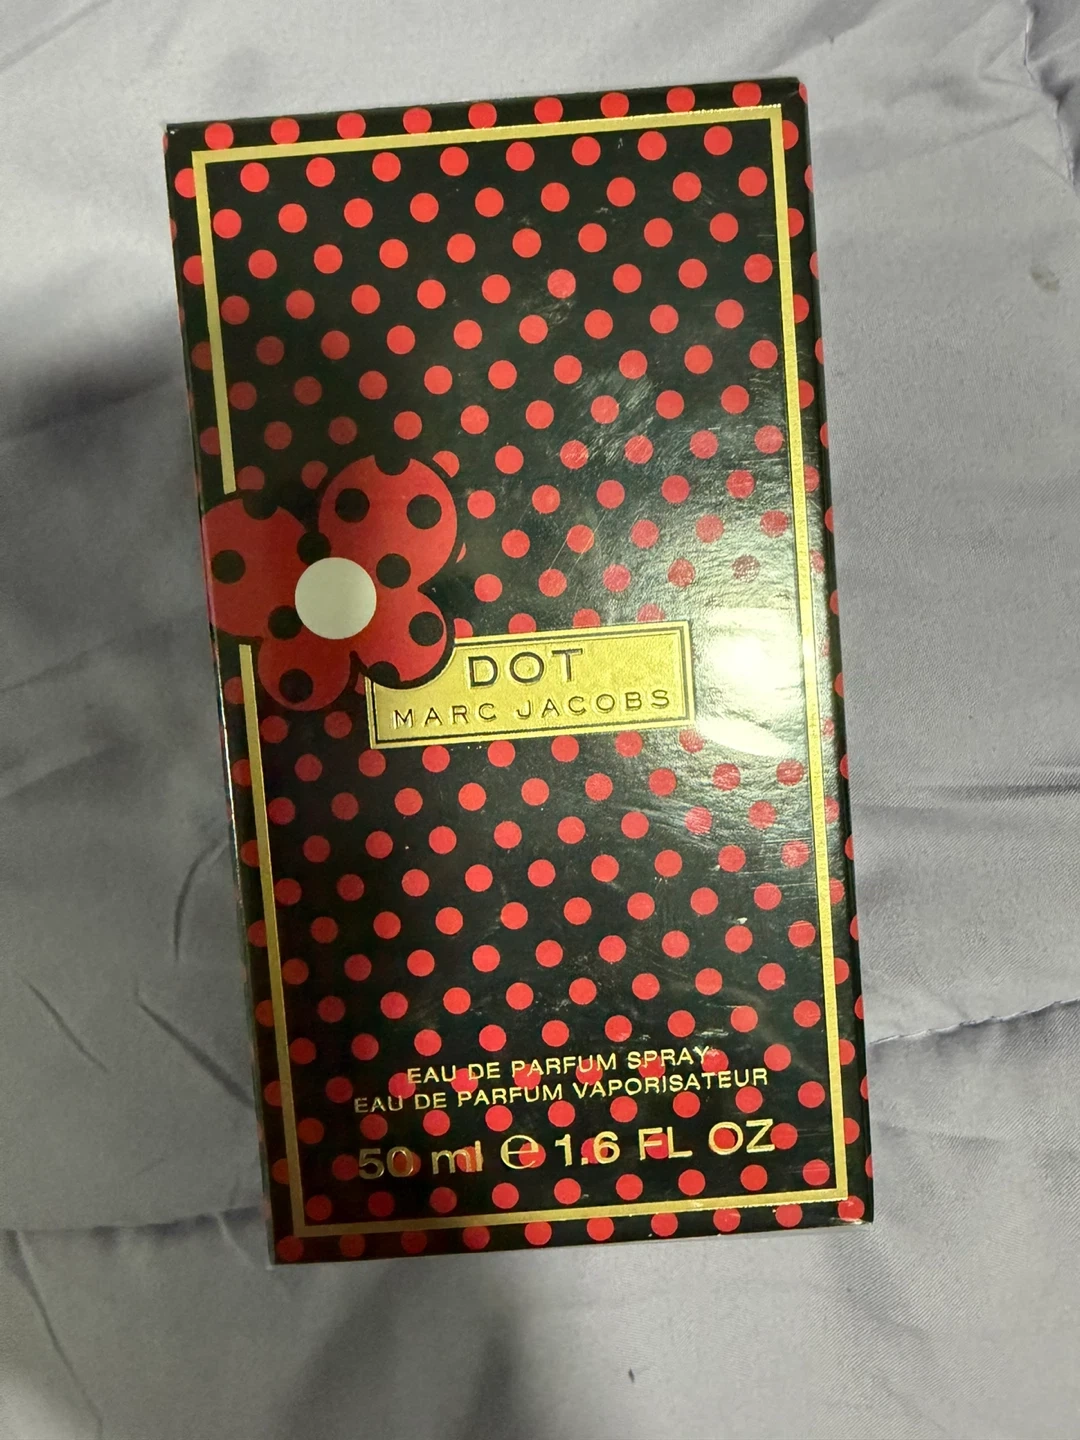 DOT
MARC JACOBS
EAU DE PARFUM SPRAY
EAU DE PARFUM VAPORISATEUR
50 ml ℮ 1.6 FL OZ